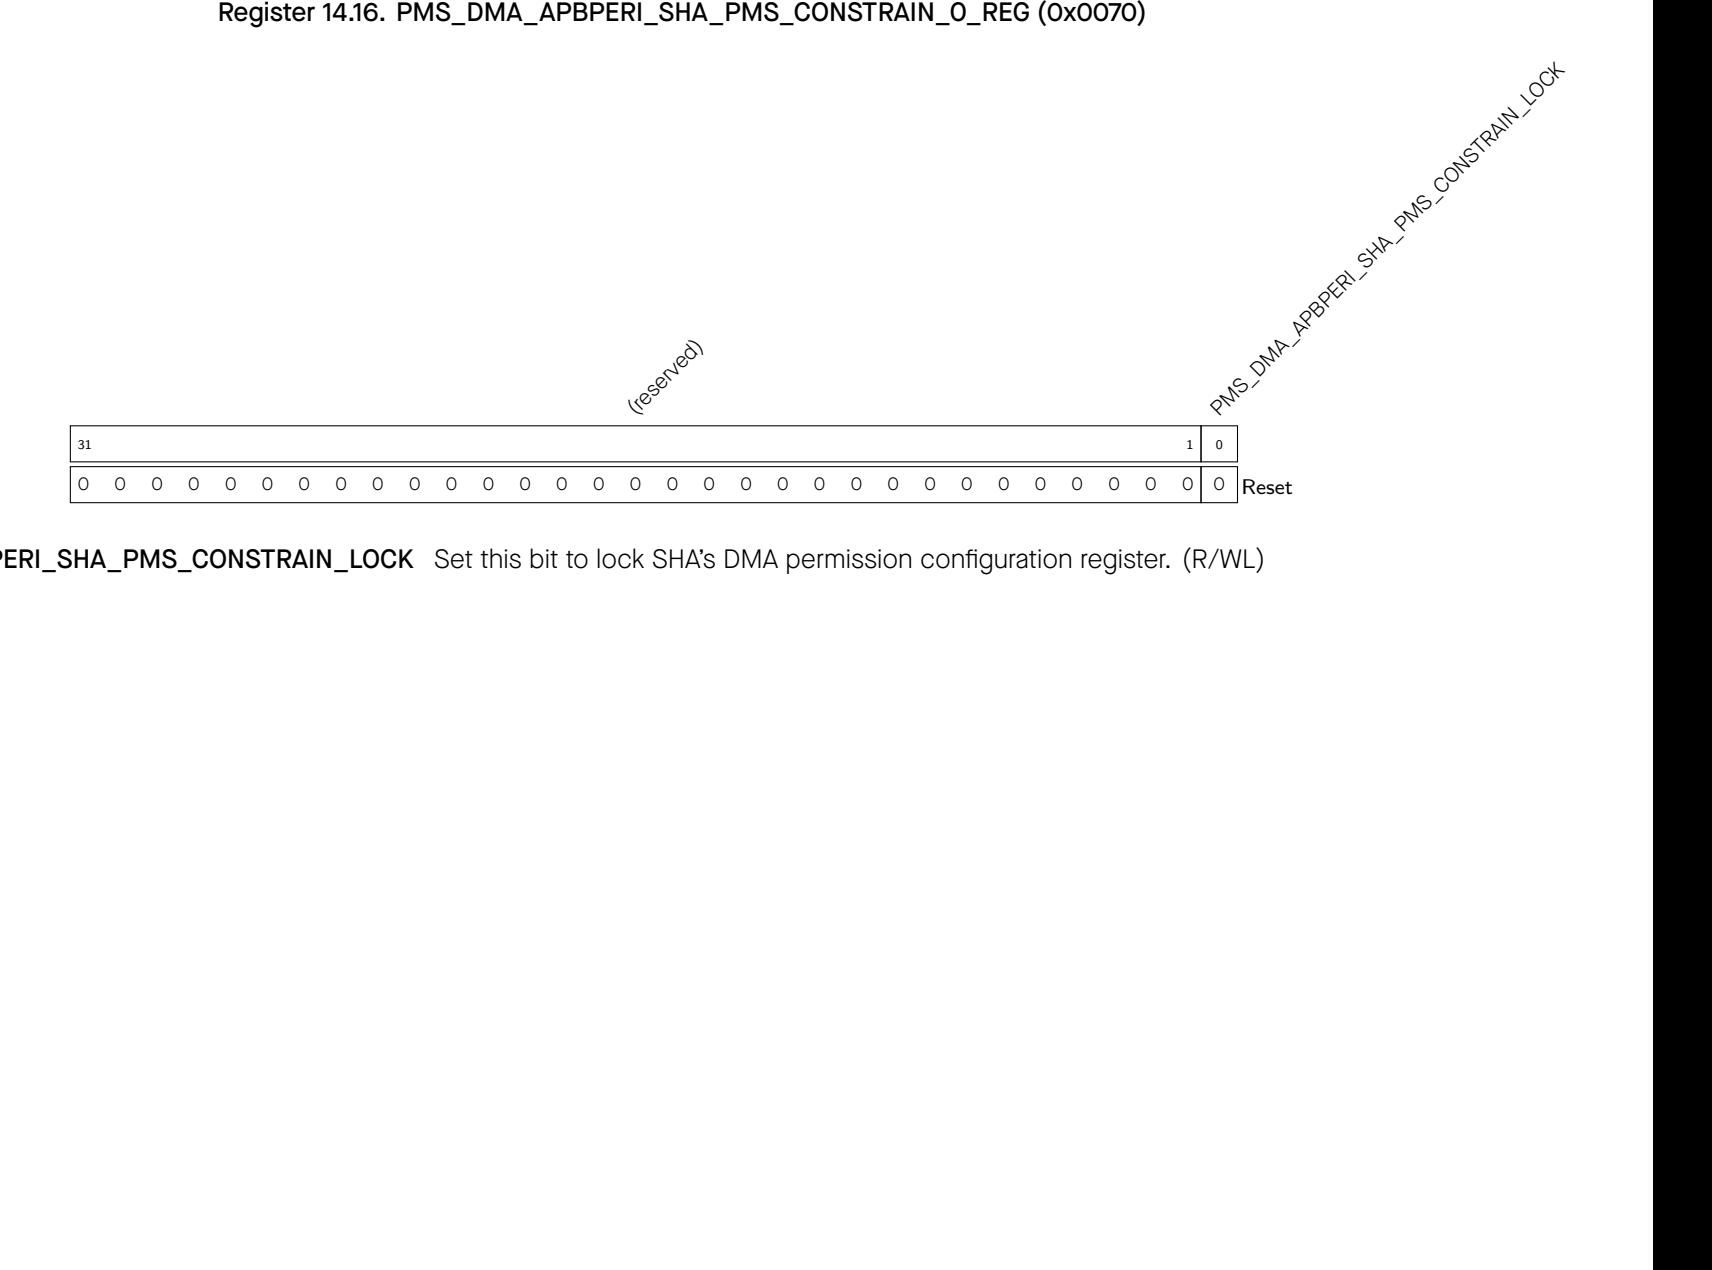 Register 14.16. PMS_DMA_APBPERI_SHA_PMS_CONSTRAIN_0_REG (0x0070)
PMS_DMA_APBPERI_SHA_PMS_CONSTRAIN_LOCK
(reserved)
31 1 0
0 0 0 0 0 0 0 0 0 0 0 0 0 0 0 0 0 0 0 0 0 0 0 0 0 0 0 0 0 0 0 0 Reset
PERI_SHA_PMS_CONSTRAIN_LOCK Set this bit to lock SHA's DMA permission configuration register. (R/WL)